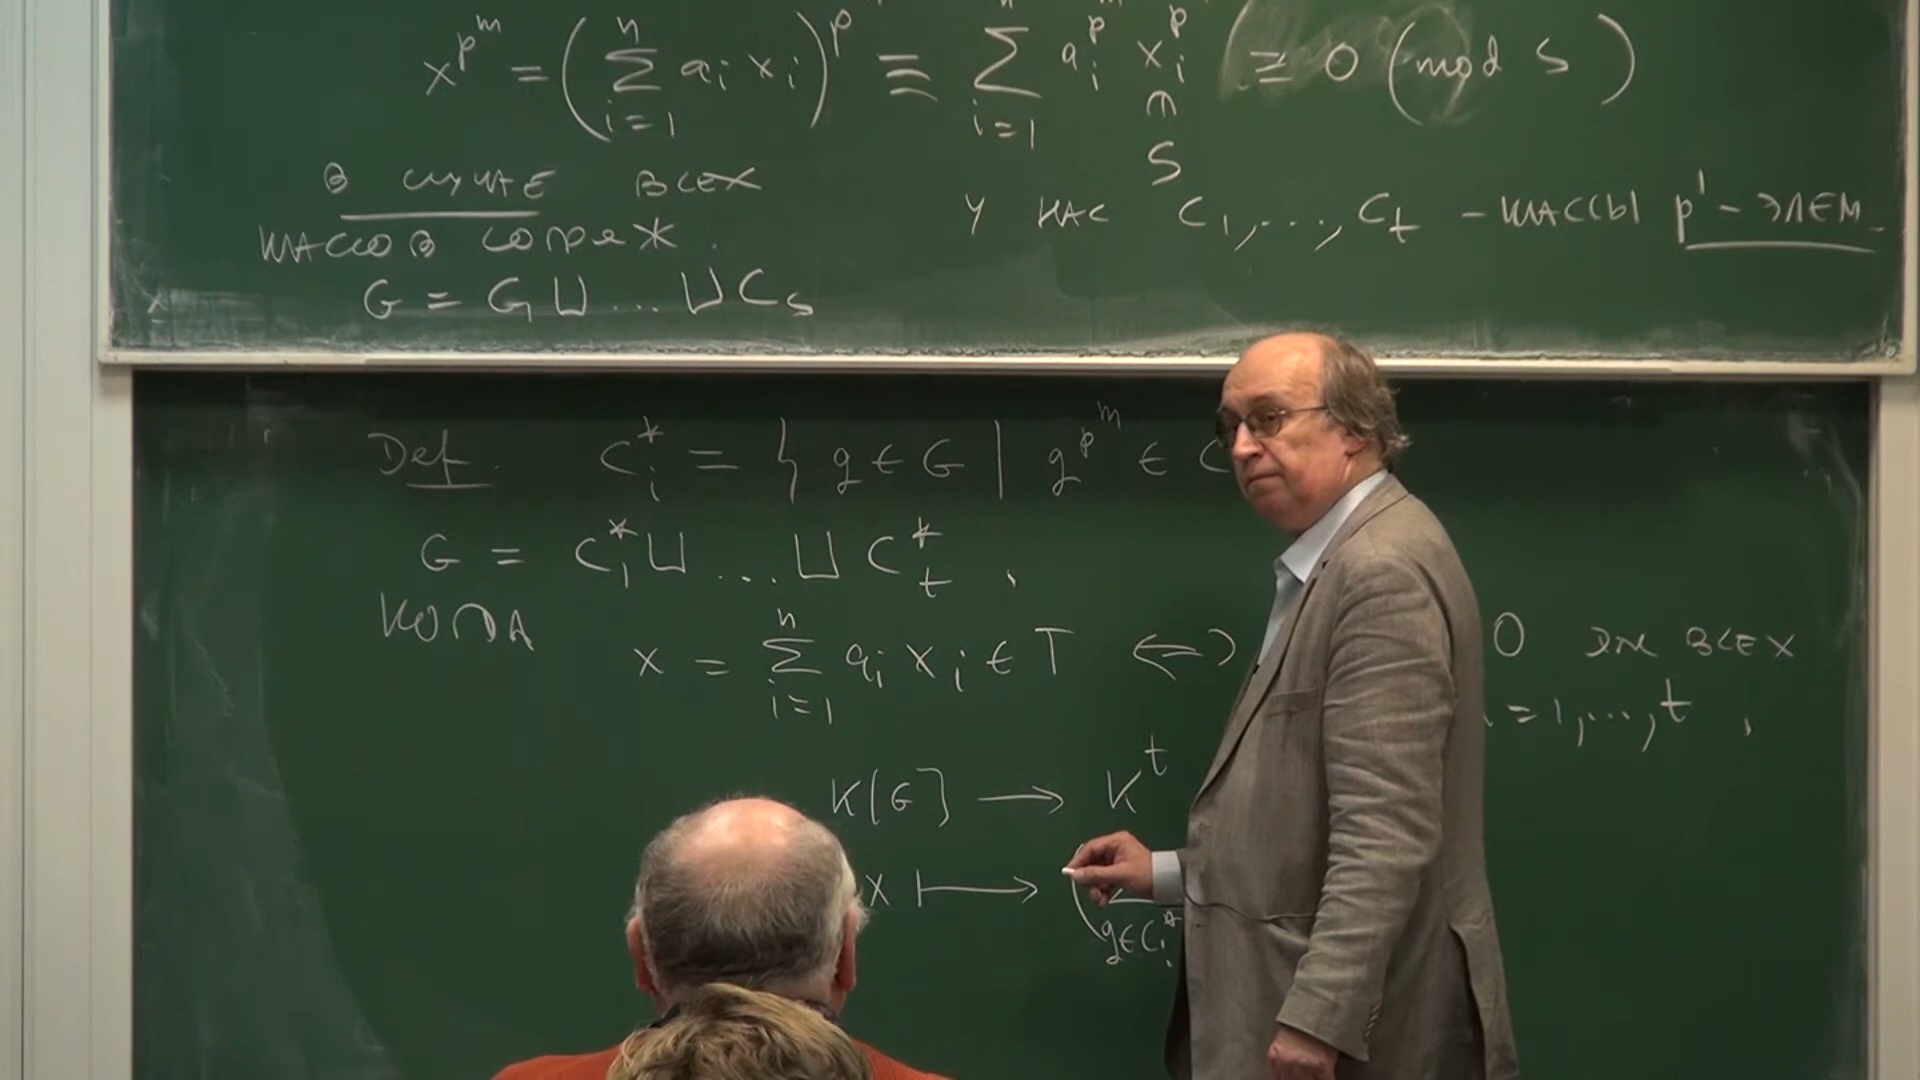 x^{p^m} = (∑_{i=1}^{n} a_i x_i)^p ≡ ∑_{i=1}^{n} a_i^{p^m} x_i^p ≡ 0 (mod S)
∩
S
В СЛУЧАЕ ВСЕХ
КЛАССОВ СОПРЯЖ.
У НАС C_1, ..., C_t – КЛАССЫ p' – ЭЛЕМ.
G = C_1 ⊔ ... ⊔ C_s
Def. C_i^* = { g ∈ G | g^{p^m} ∈ C
G = C_1^* ⊔ ... ⊔ C_t^*.
КОГДА
x = ∑_{i=1}^{n} a_i x_i ∈ T ⟺ 0 ДЛЯ ВСЕХ
i = 1, ..., t.
K[G] → K^t
x ↦ (∑_{g∈C_i^*}